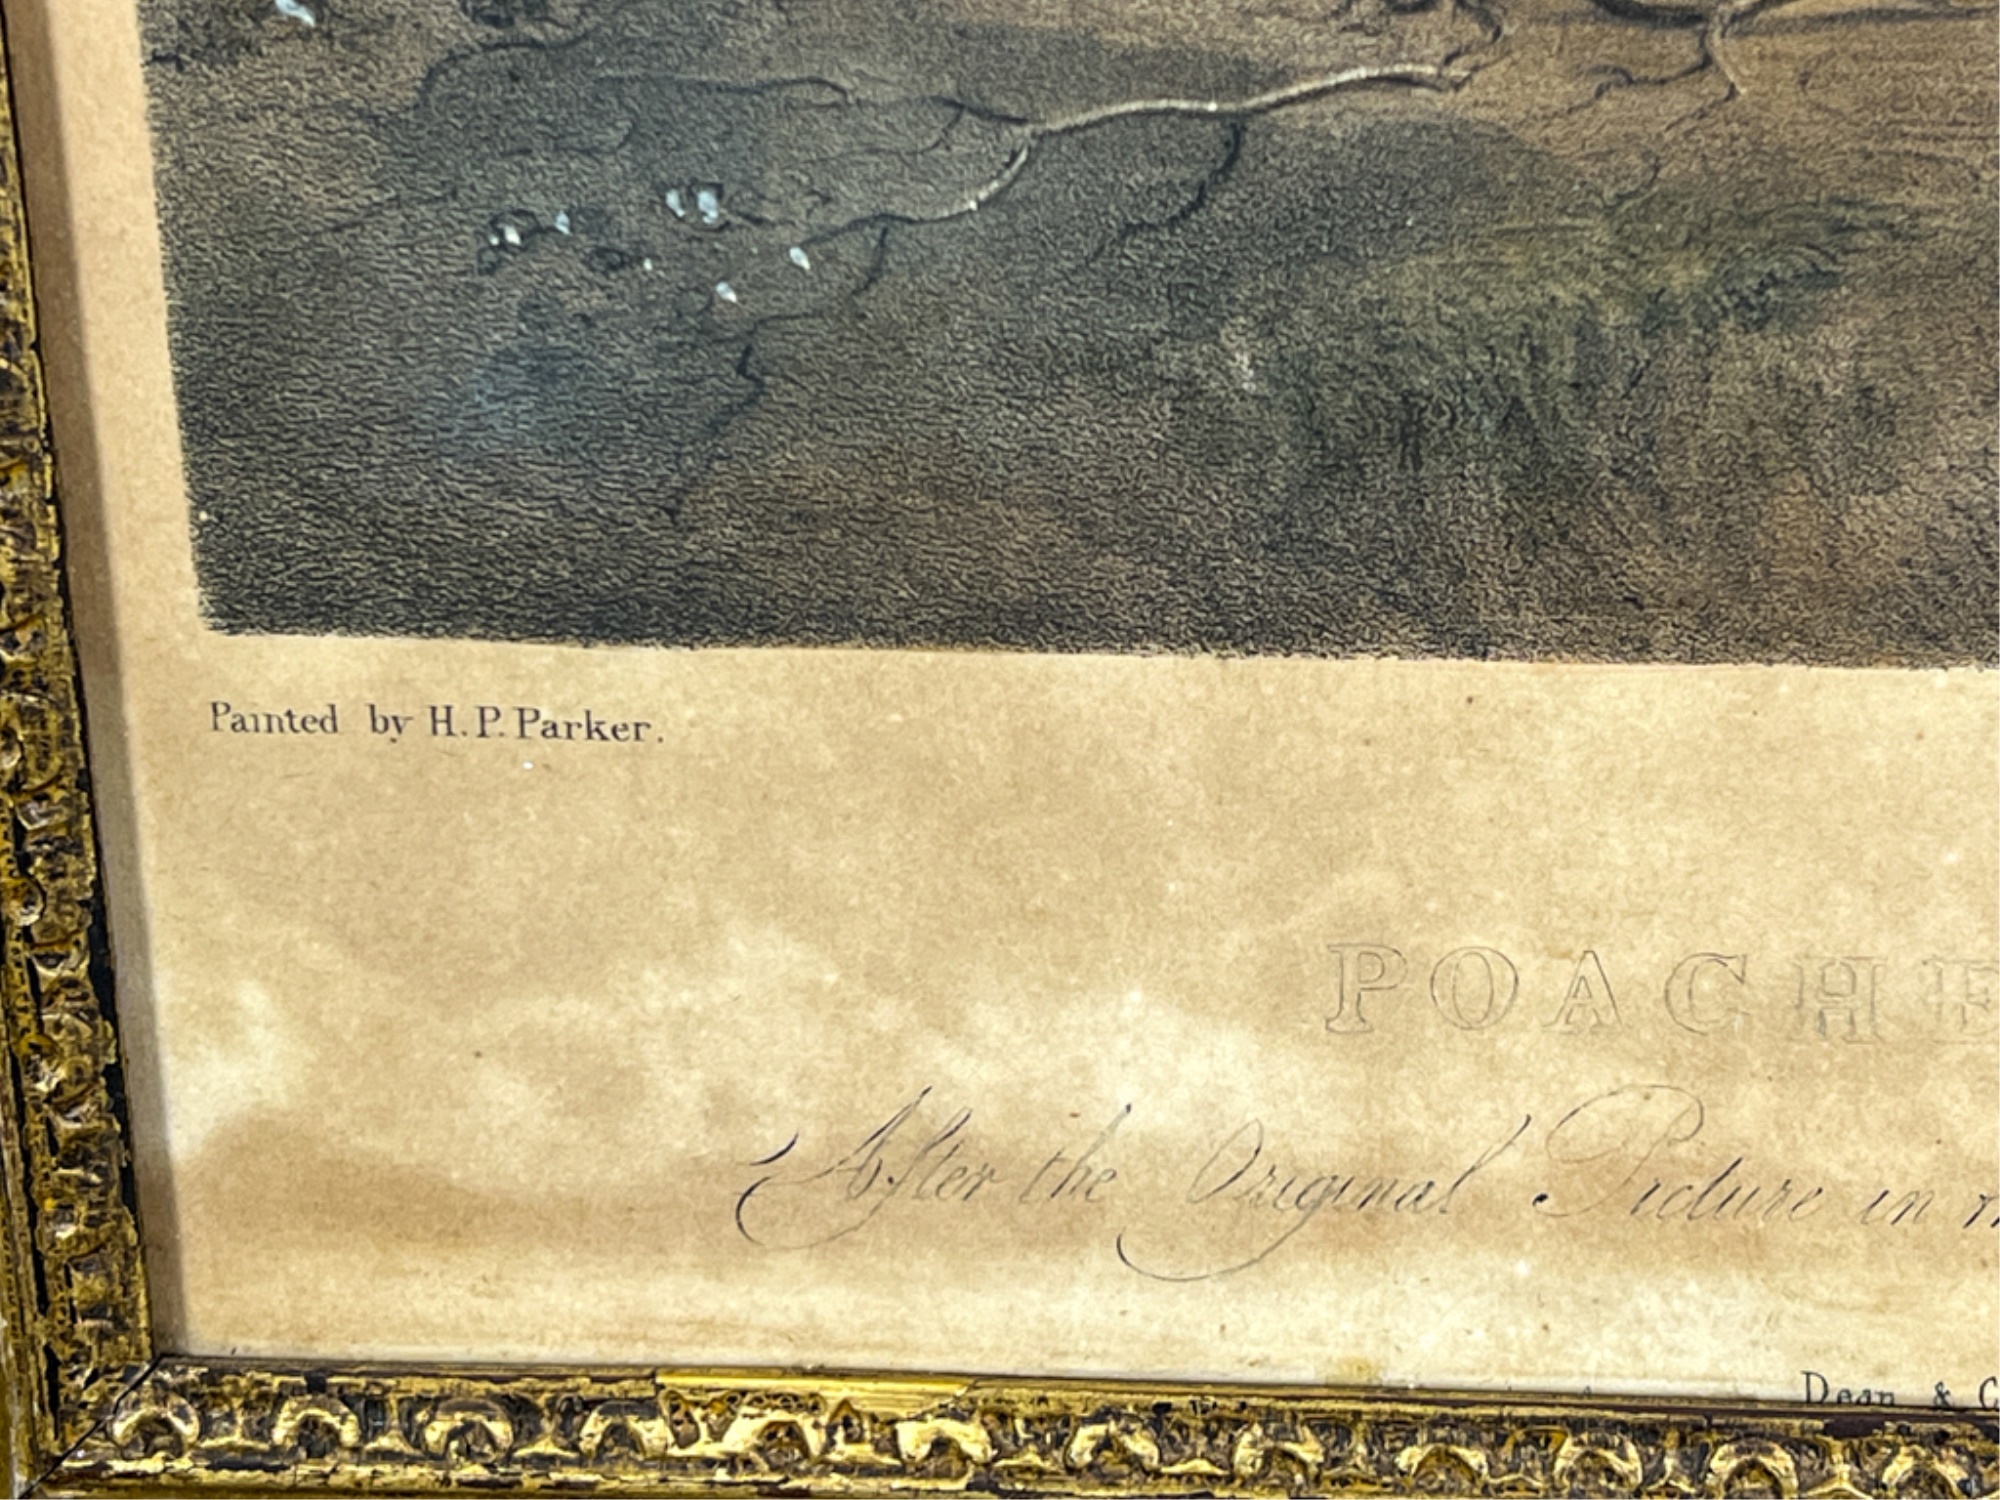 Painted by H. P. Parker.
POACHE
After the Original Picture in
Dean & C